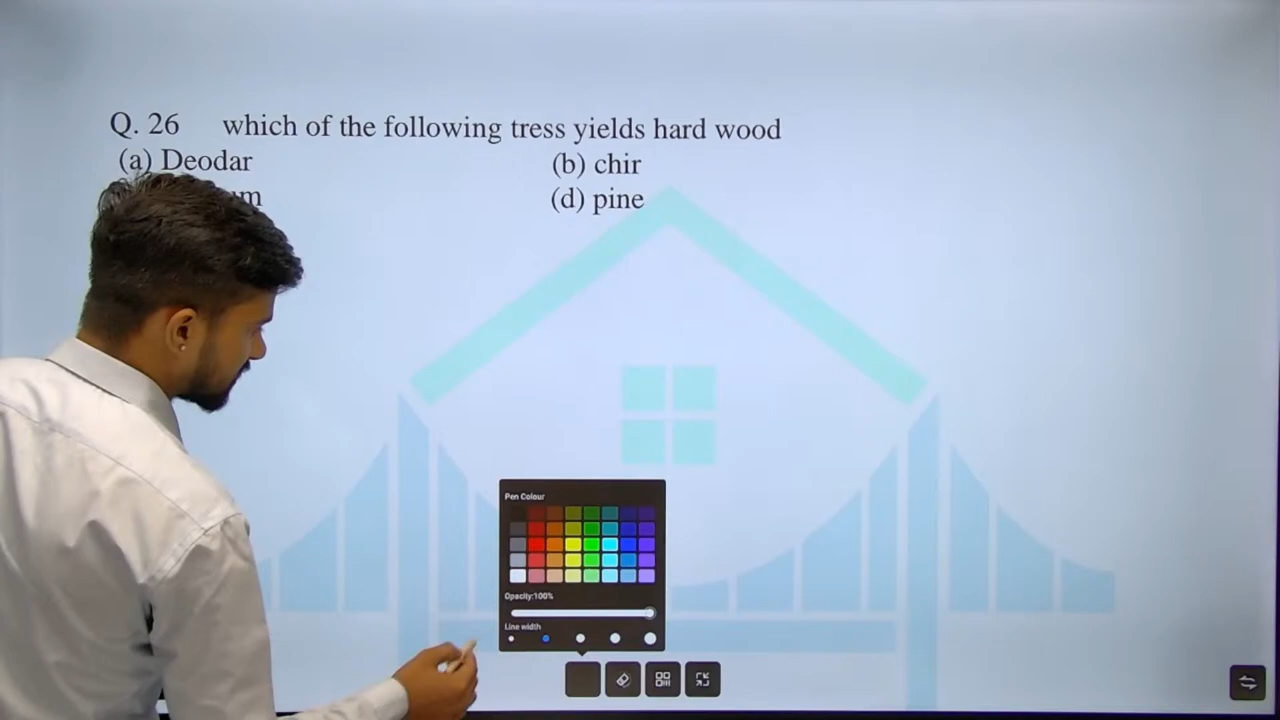 Q. 26 which of the following tress yields hard wood
(a) Deodar
(b) chir
(d) pine
Pen Colour
Opacity:100%
Line width